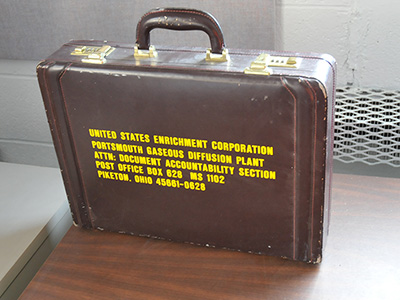 UNITED STATES ENRICHMENT CORPORATION
PORTSMOUTH GASEOUS DIFFUSION PLANT
ATTN: DOCUMENT ACCOUNTABILITY SECTION
POST OFFICE BOX 628 MS 1102
PIKETON, OHIO 45661-0628